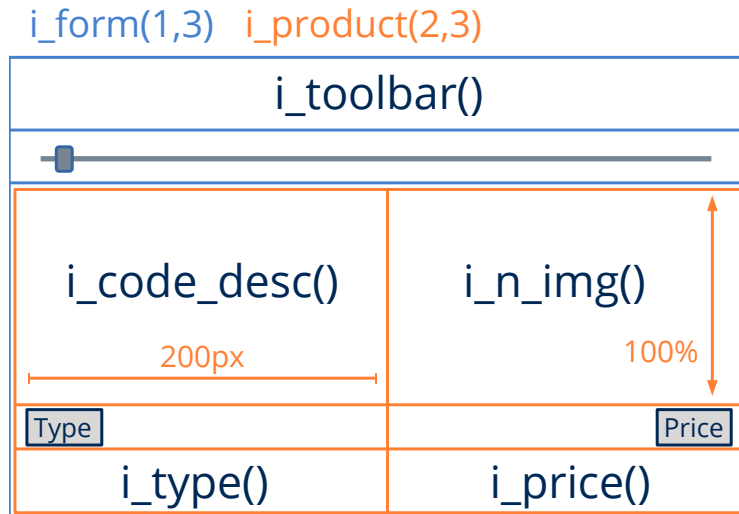 i_form(1,3) i_product(2,3)
i_toolbar()
i_code_desc() i_n_img()
200px 100%
Type Price
i_type() i_price()